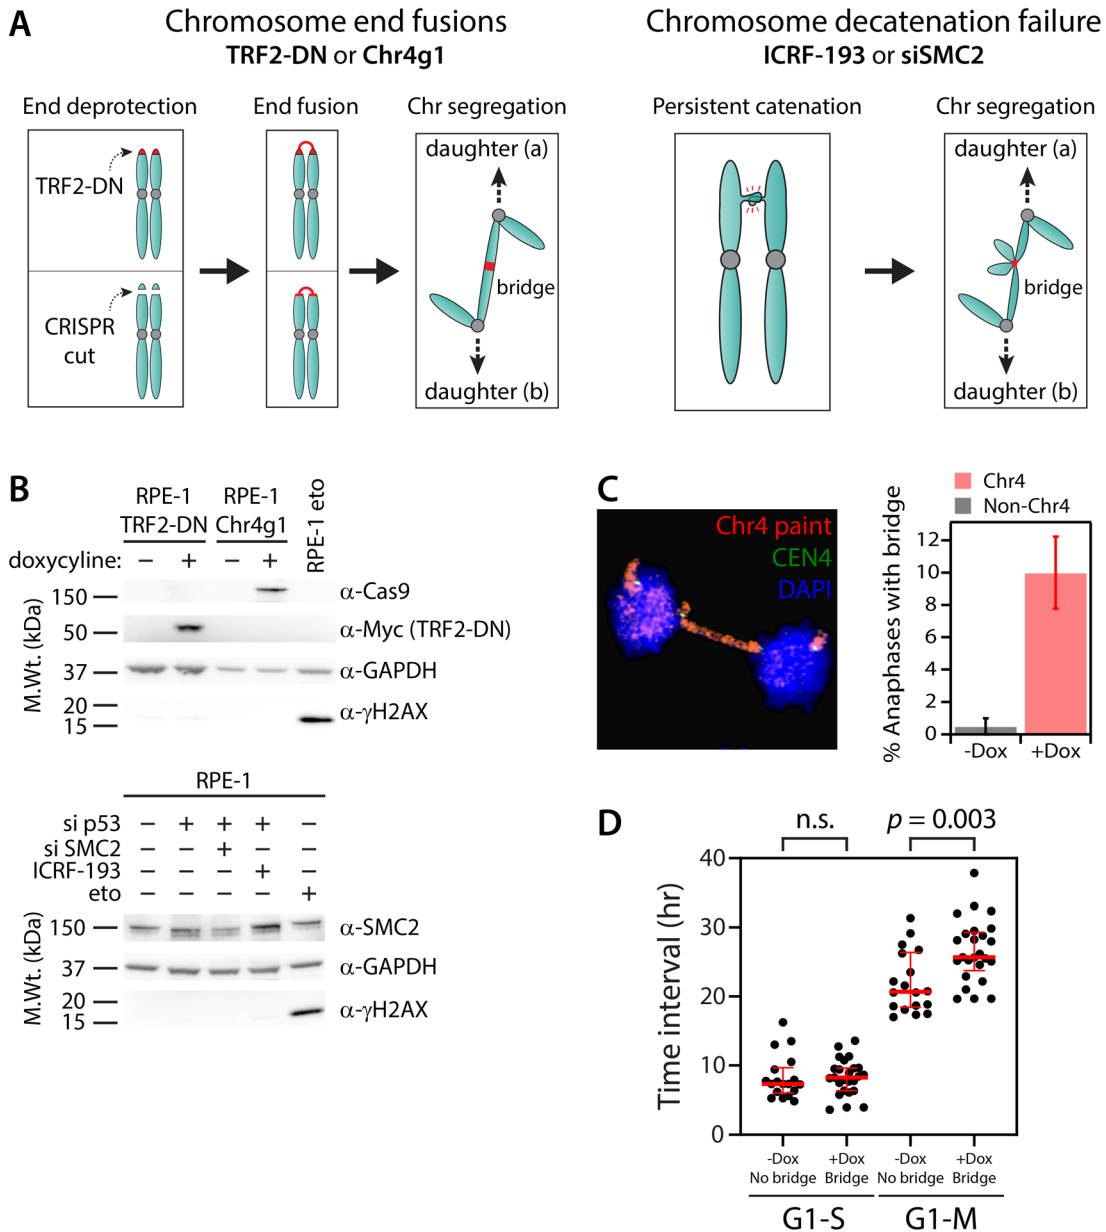 A
Chromosome end fusions
TRF2-DN or Chr4g1
Chromosome decatenation failure
ICRF-193 or siSMC2
End deprotection
End fusion
Chr segregation
Persistent catenation
Chr segregation
TRF2-DN
CRISPR
cut
daughter (a)
bridge
daughter (b)
daughter (a)
bridge
daughter (b)
B
RPE-1
TRF2-DN
RPE-1
Chr4g1
RPE-1 eto
doxycyline:
− + − +
M.Wt. (kDa)
150
α-Cas9
50
α-Myc (TRF2-DN)
37
α-GAPDH
20
15
α-γH2AX
RPE-1
si p53 − + + + −
si SMC2 − − + − −
ICRF-193 − − − + −
eto − − − − +
M.Wt. (kDa)
150
α-SMC2
37
α-GAPDH
20
15
α-γH2AX
C
Chr4 paint
CEN4
DAPI
Chr4
Non-Chr4
% Anaphases with bridge
12
10
8
6
4
2
0
-Dox +Dox
D
n.s.
p = 0.003
Time interval (hr)
40
30
20
10
0
-Dox
No bridge
+Dox
Bridge
-Dox
No bridge
+Dox
Bridge
G1-S
G1-M